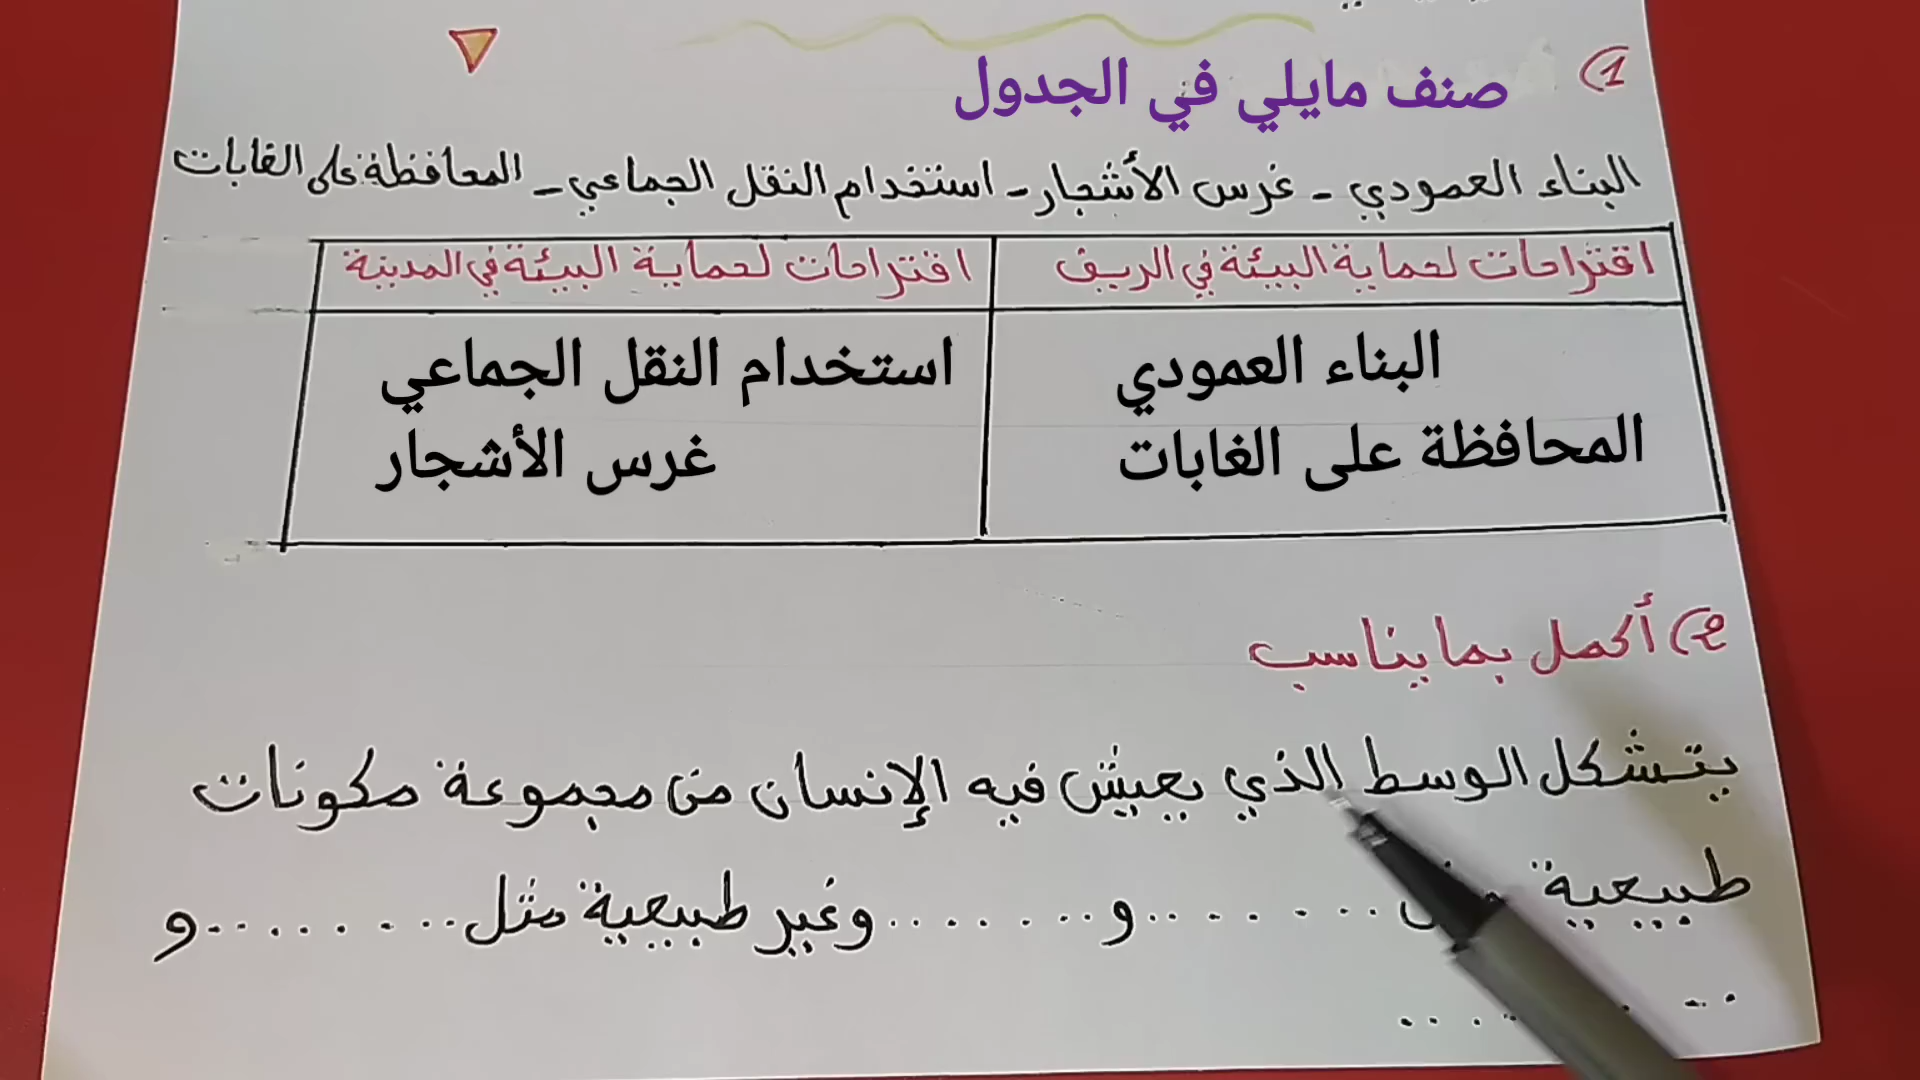 1)
صنف مايلي في الجدول
البناء العمودي - غرس الأشجار - استخدام النقل الجماعي - المحافظة على الغابات
اقتراحات لحماية البيئة في الريف
اقتراحات لحماية البيئة في المدينة
البناء العمودي
المحافظة على الغابات
استخدام النقل الجماعي
غرس الأشجار
2) أكمل بما يناسب
يتشكل الوسط الذي يعيش فيه الإنسان من مجموعة مكونات
طبيعية ........ و ........ وغير طبيعية مثل ........ و
........